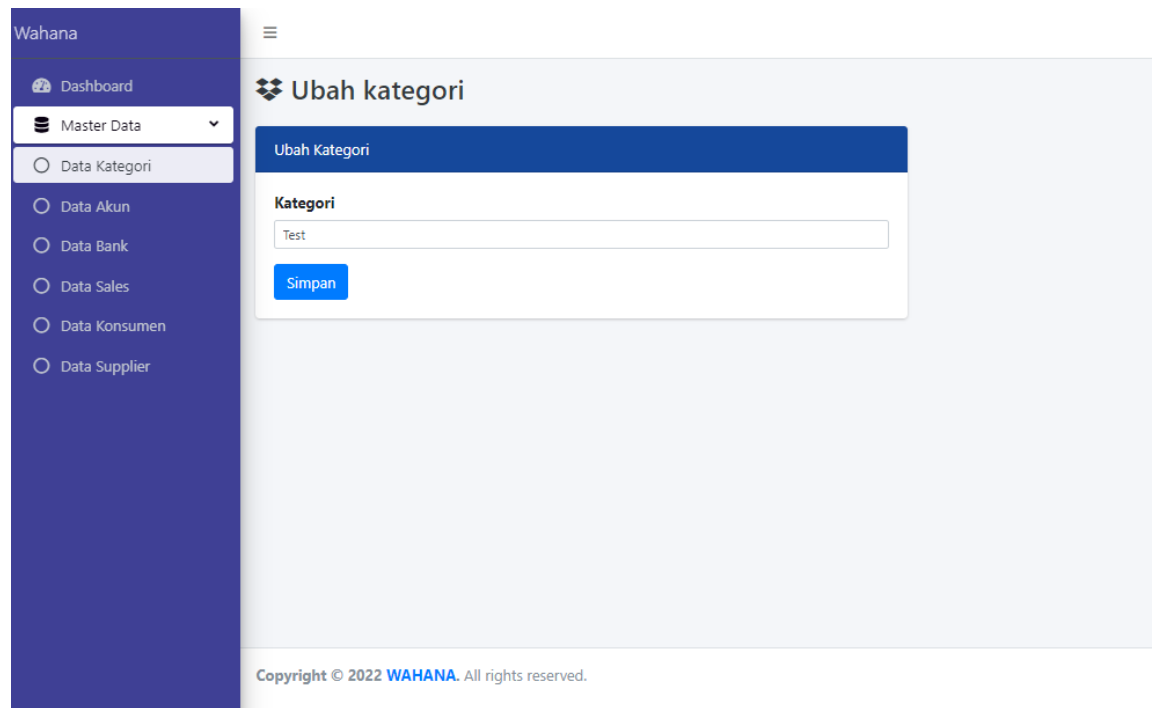 Wahana
Dashboard
Master Data
Data Kategori
Data Akun
Data Bank
Data Sales
Data Konsumen
Data Supplier
Ubah kategori
Ubah Kategori
Kategori
Test
Simpan
Copyright © 2022 WAHANA. All rights reserved.